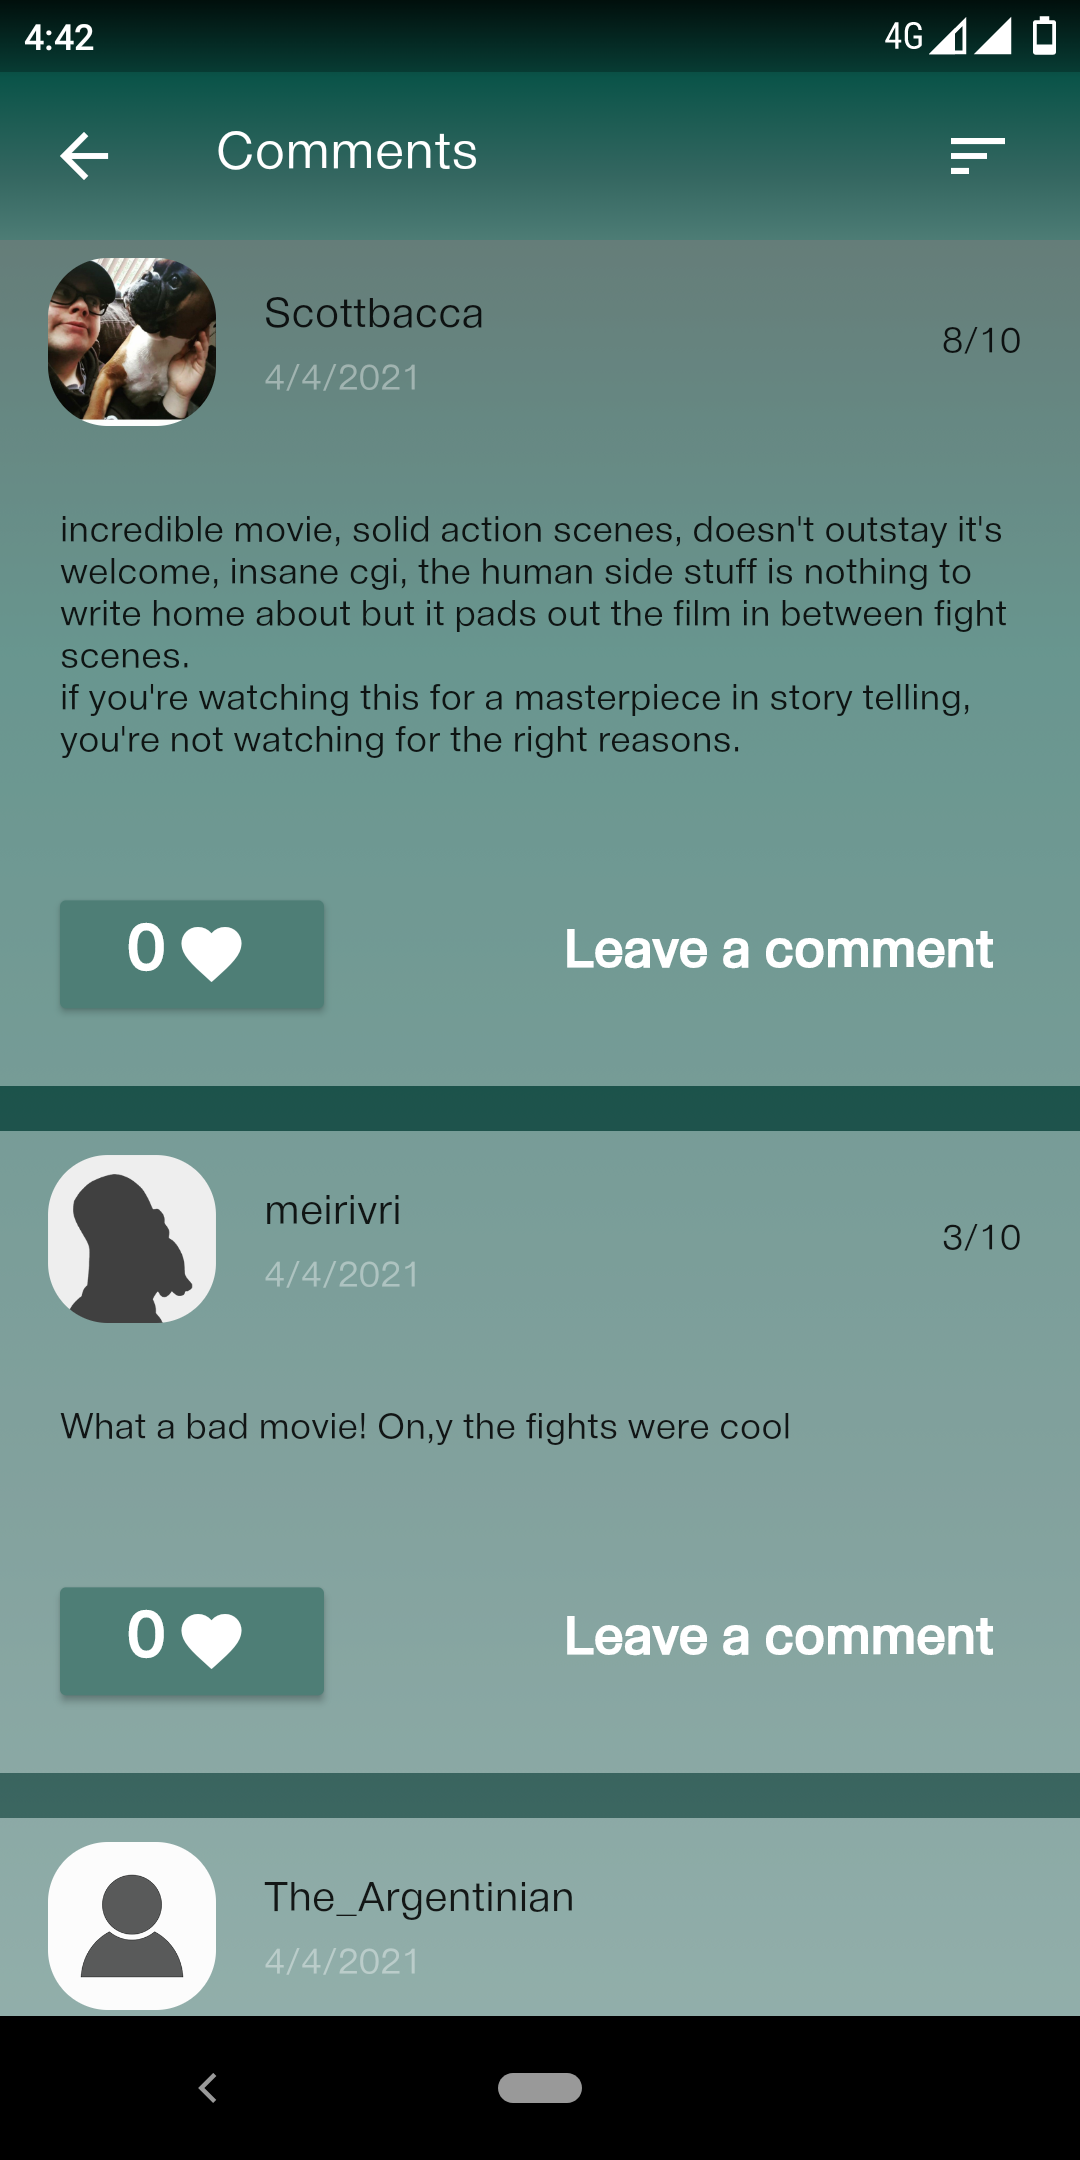 4:42
4G
Comments
Scottbacca
8/10
4/4/2021
incredible movie, solid action scenes, doesn't outstay it's
welcome, insane cgi, the human side stuff is nothing to
write home about but it pads out the film in between fight
scenes.
if you're watching this for a masterpiece in story telling,
you're not watching for the right reasons.
0
Leave a comment
meirivri
3/10
4/4/2021
What a bad movie! On,y the fights were cool
0
Leave a comment
The_Argentinian
4/4/2021